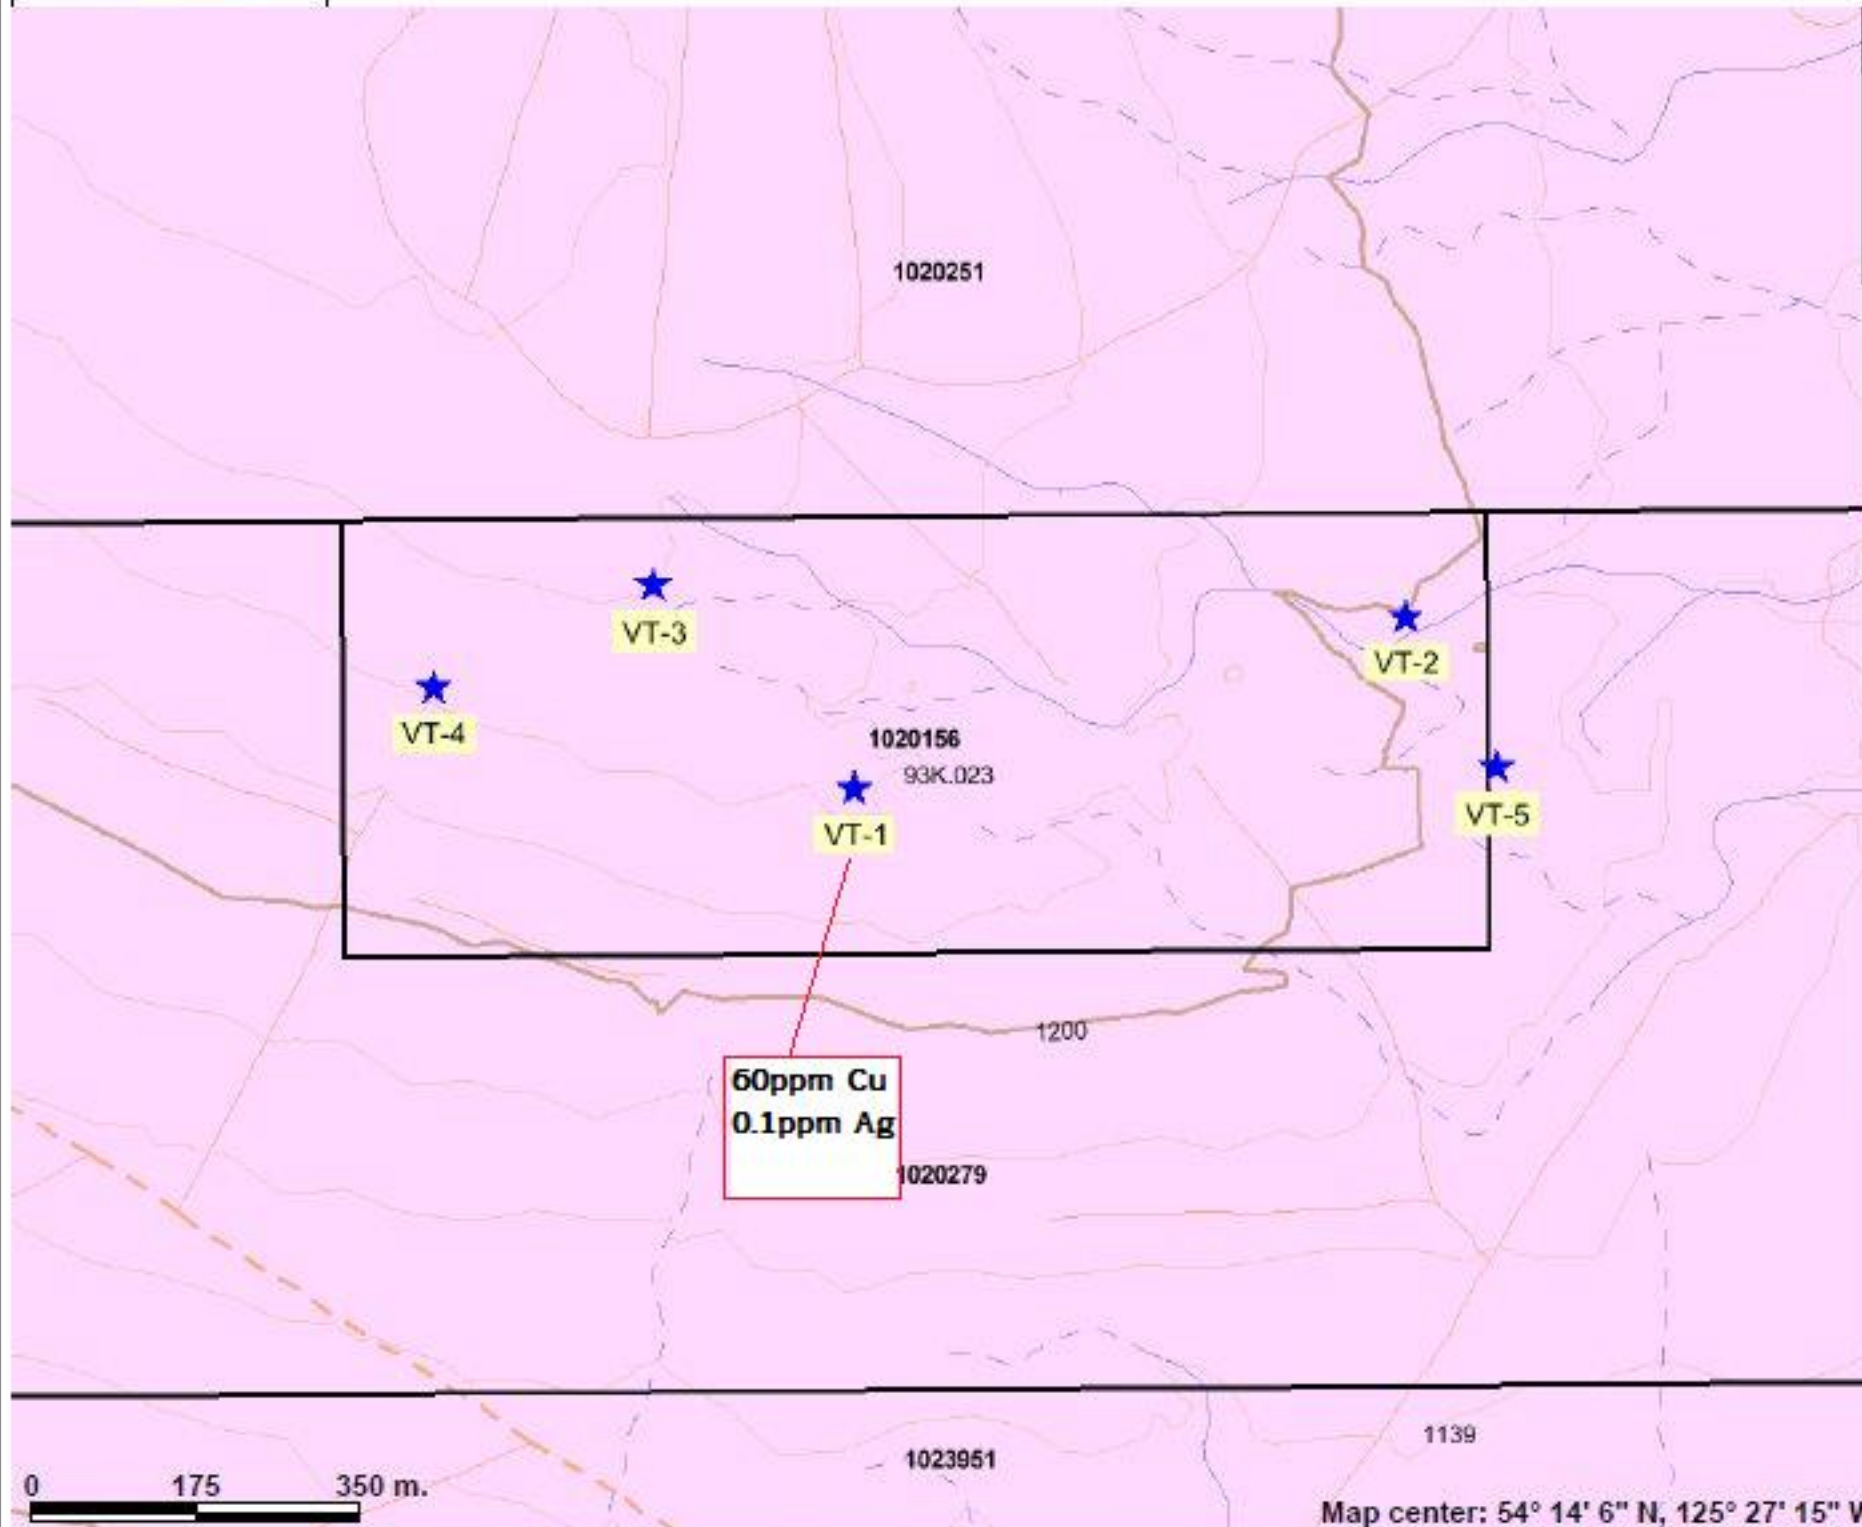 1020251
VT-3
VT-2
VT-4
1020156
93K.023
VT-1
VT-5
1200
60ppm Cu
0.1ppm Ag
1020279
1139
1023951
0 175 350 m.
Map center: 54° 14' 6" N, 125° 27' 15" W